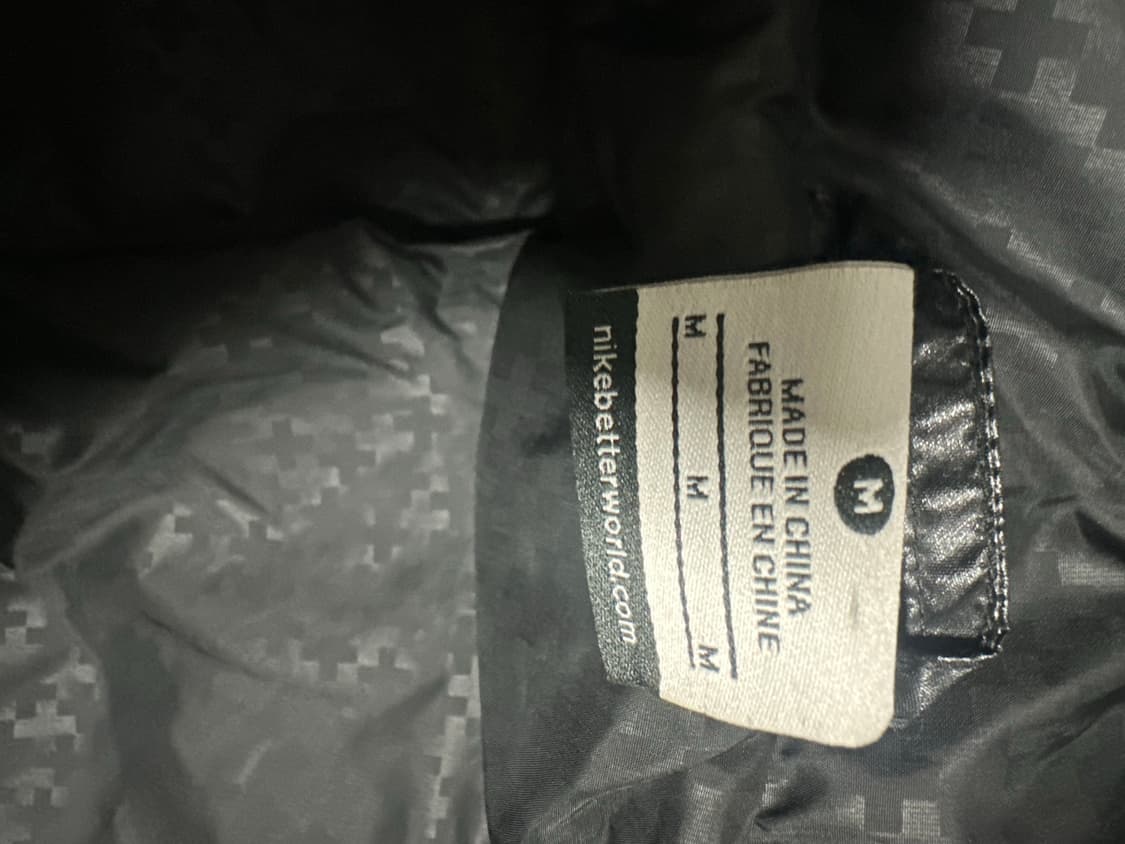 M
MADE IN CHINA
FABRIQUE EN CHINE
M M M
nikebetterworld.com